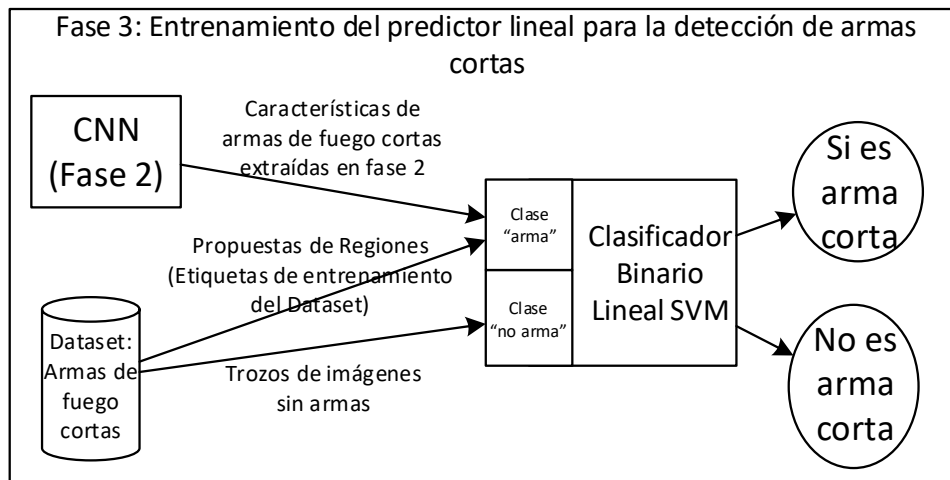 Fase 3: Entrenamiento del predictor lineal para la detección de armas
cortas
CNN
(Fase 2)
Características de
armas de fuego cortas
extraídas en fase 2
Propuestas de Regiones
(Etiquetas de entrenamiento
del Dataset)
Dataset:
Armas de
fuego
cortas
Trozos de imágenes
sin armas
Clase
“arma”
Clase
“no arma”
Clasificador
Binario
Lineal SVM
Si es
arma
corta
No es
arma
corta